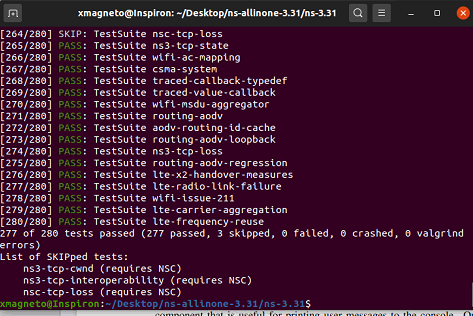 xmagneto@Inspiron: ~/Desktop/ns-allinone-3.31/ns-3.31
[264/280] SKIP: TestSuite nsc-tcp-loss
[265/280] PASS: TestSuite ns3-tcp-state
[266/280] PASS: TestSuite wifi-ac-mapping
[267/280] PASS: TestSuite csma-system
[268/280] PASS: TestSuite traced-callback-typedef
[269/280] PASS: TestSuite traced-value-callback
[270/280] PASS: TestSuite wifi-msdu-aggregator
[271/280] PASS: TestSuite routing-aodv
[272/280] PASS: TestSuite aodv-routing-id-cache
[273/280] PASS: TestSuite routing-aodv-loopback
[274/280] PASS: TestSuite ns3-tcp-loss
[275/280] PASS: TestSuite routing-aodv-regression
[276/280] PASS: TestSuite lte-x2-handover-measures
[277/280] PASS: TestSuite lte-radio-link-failure
[278/280] PASS: TestSuite wifi-issue-211
[279/280] PASS: TestSuite lte-carrier-aggregation
[280/280] PASS: TestSuite lte-frequency-reuse
277 of 280 tests passed (277 passed, 3 skipped, 0 failed, 0 crashed, 0 valgrind
errors)
List of SKIPped tests:
ns3-tcp-cwnd (requires NSC)
ns3-tcp-interoperability (requires NSC)
nsc-tcp-loss (requires NSC)
xmagneto@Inspiron:~/Desktop/ns-allinone-3.31/ns-3.31$
component that is useful for printing user messages to the console.